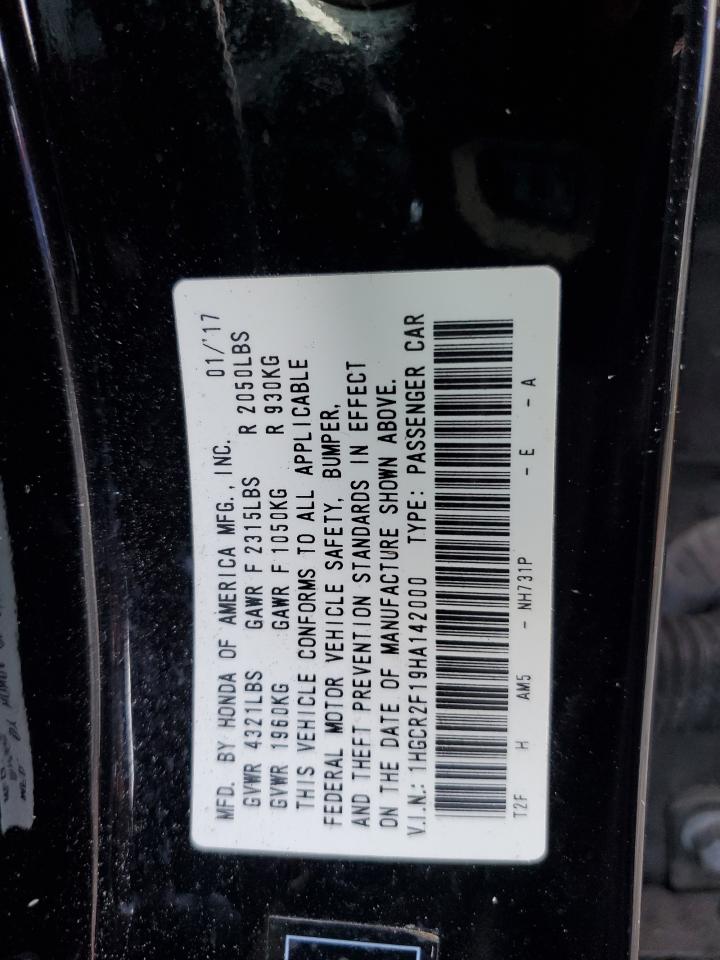 MFD. BY HONDA OF AMERICA MFG., INC. 01/'17
GVWR 4321LBS GAWR F 2315LBS R 2050LBS
GVWR 1960KG GAWR F 1050KG R 930KG
THIS VEHICLE CONFORMS TO ALL APPLICABLE
FEDERAL MOTOR VEHICLE SAFETY, BUMPER,
AND THEFT PREVENTION STANDARDS IN EFFECT
ON THE DATE OF MANUFACTURE SHOWN ABOVE.
V.I.N.: 1HGCR2F19HA142000 TYPE: PASSENGER CAR
T2F H AM5 - NH731P - E - A